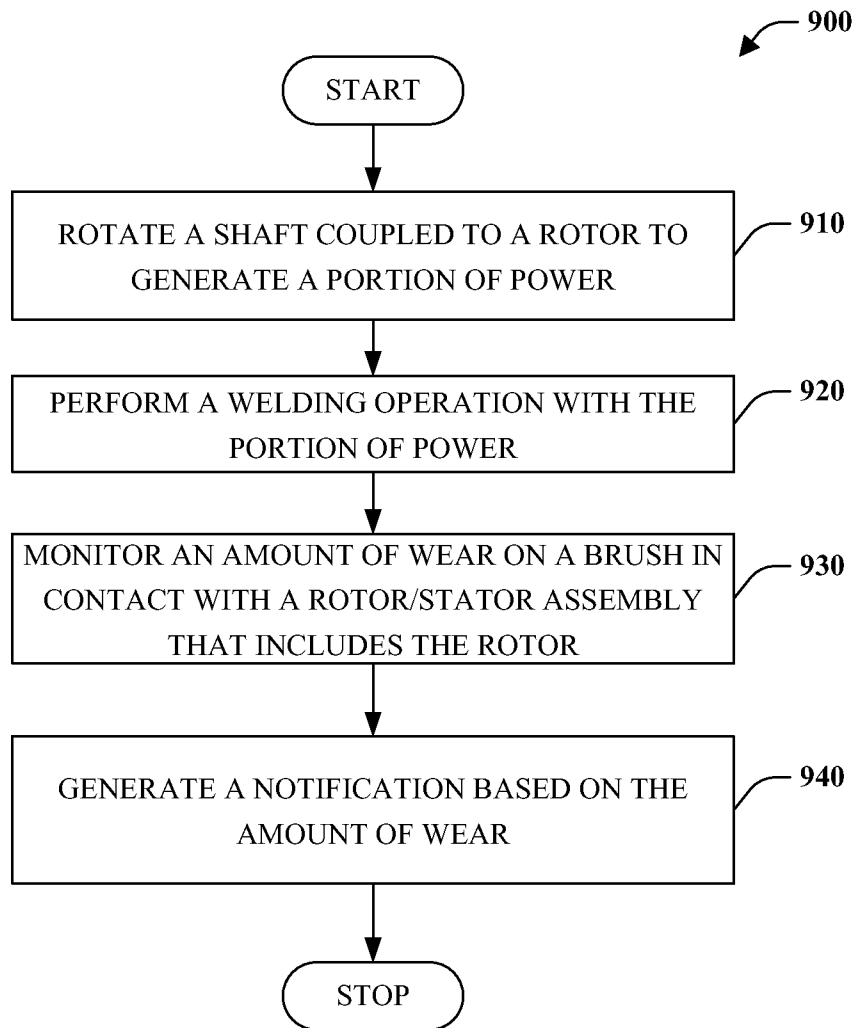 900
START
ROTATE A SHAFT COUPLED TO A ROTOR TO
GENERATE A PORTION OF POWER
910
PERFORM A WELDING OPERATION WITH THE
PORTION OF POWER
920
MONITOR AN AMOUNT OF WEAR ON A BRUSH IN
CONTACT WITH A ROTOR/STATOR ASSEMBLY
THAT INCLUDES THE ROTOR
930
GENERATE A NOTIFICATION BASED ON THE
AMOUNT OF WEAR
940
STOP